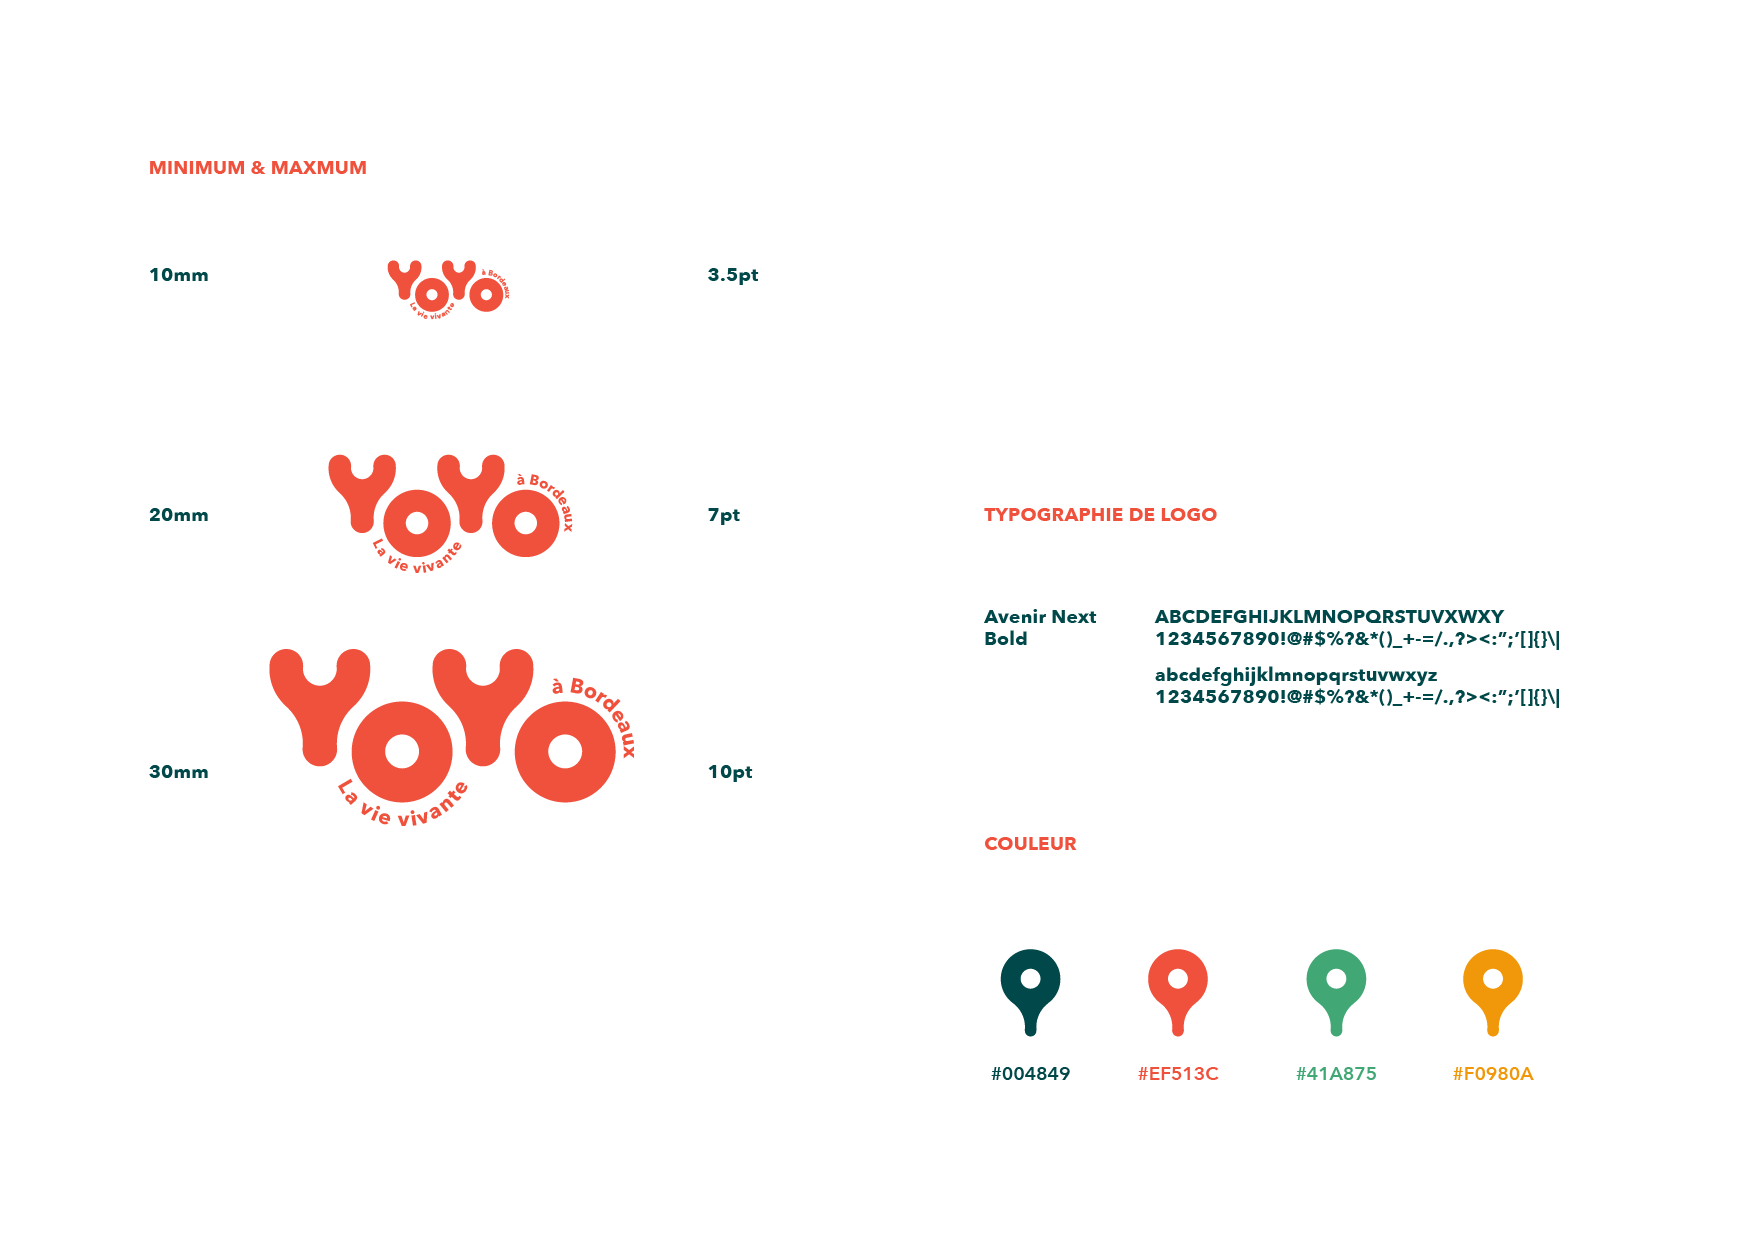 MINIMUM & MAXMUM
10mm
YOYO
à Bordeaux
La vie vivante
3.5pt
20mm
YOYO
à Bordeaux
La vie vivante
7pt
30mm
YOYO
à Bordeaux
La vie vivante
10pt
TYPOGRAPHIE DE LOGO
Avenir Next
Bold
ABCDEFGHIJKLMNOPQRSTUVXWXY
1234567890!@#$%?&*()_+-=/.,?><:”;’[]{}\|
abcdefghijklmnopqrstuvwxyz
1234567890!@#$%?&*()_+-=/.,?><:”;’[]{}\|
COULEUR
#004849
#EF513C
#41A875
#F0980A